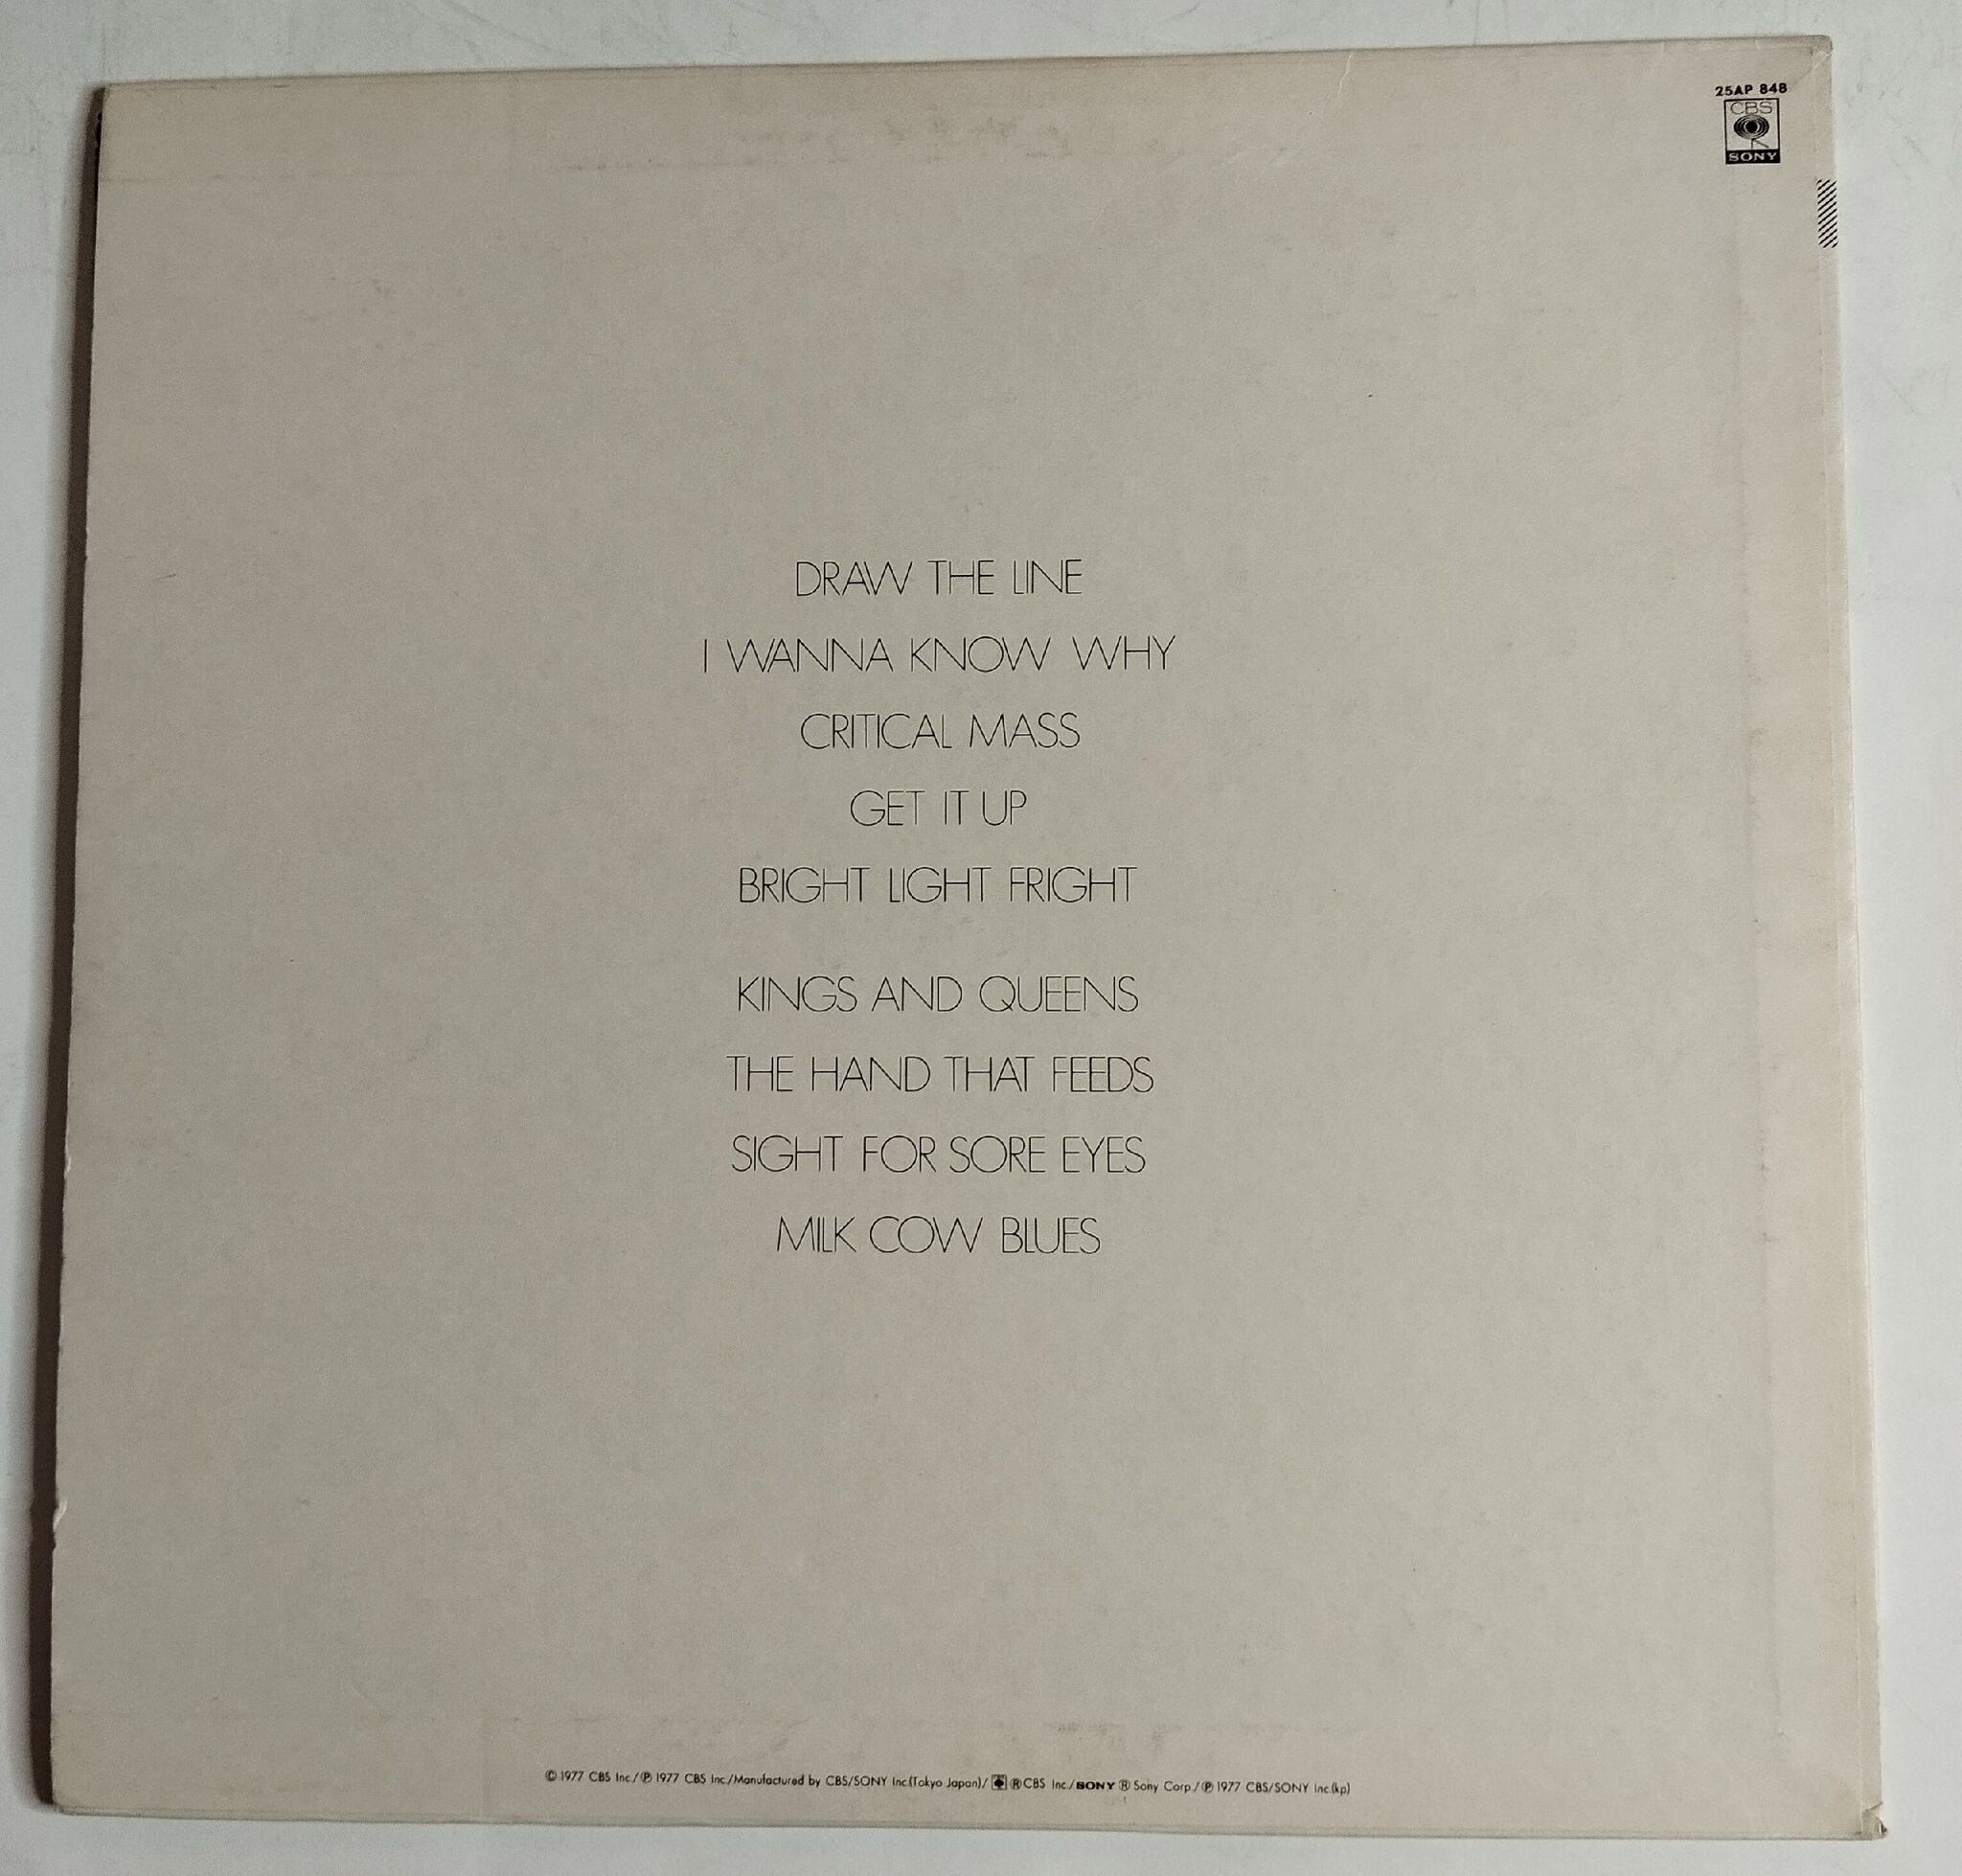 25AP 848
CBS
SONY
DRAW THE LINE
I WANNA KNOW WHY
CRITICAL MASS
GET IT UP
BRIGHT LIGHT FRIGHT
KINGS AND QUEENS
THE HAND THAT FEEDS
SIGHT FOR SORE EYES
MILK COW BLUES
© 1977 CBS Inc./℗ 1977 CBS Inc./Manufactured by CBS/SONY Inc.(Tokyo Japan)/ ® CBS Inc./SONY ® Sony Corp./℗ 1977 CBS/SONY Inc.(kp)